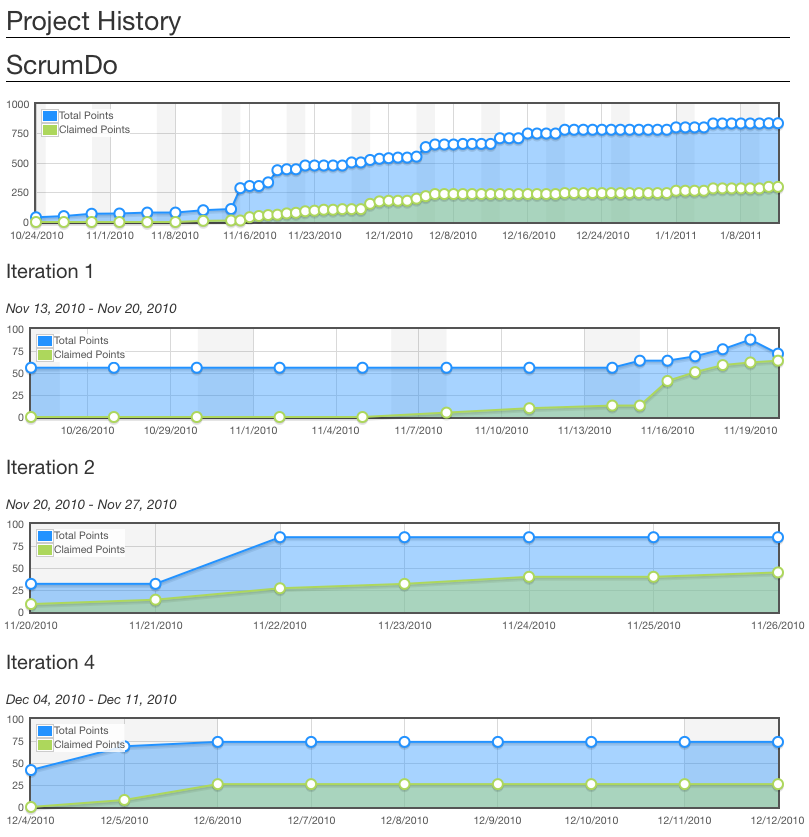 Project History
ScrumDo
1000
750
500
250
0
Total Points
Claimed Points
10/24/2010 11/1/2010 11/8/2010 11/16/2010 11/23/2010 12/1/2010 12/8/2010 12/16/2010 12/24/2010 1/1/2011 1/8/2011
Iteration 1
Nov 13, 2010 - Nov 20, 2010
100
75
50
25
0
Total Points
Claimed Points
10/26/2010 10/29/2010 11/1/2010 11/4/2010 11/7/2010 11/10/2010 11/13/2010 11/16/2010 11/19/2010
Iteration 2
Nov 20, 2010 - Nov 27, 2010
100
75
50
25
0
Total Points
Claimed Points
11/20/2010 11/21/2010 11/22/2010 11/23/2010 11/24/2010 11/25/2010 11/26/2010
Iteration 4
Dec 04, 2010 - Dec 11, 2010
100
75
50
25
0
Total Points
Claimed Points
12/4/2010 12/5/2010 12/6/2010 12/7/2010 12/8/2010 12/9/2010 12/10/2010 12/11/2010 12/12/2010